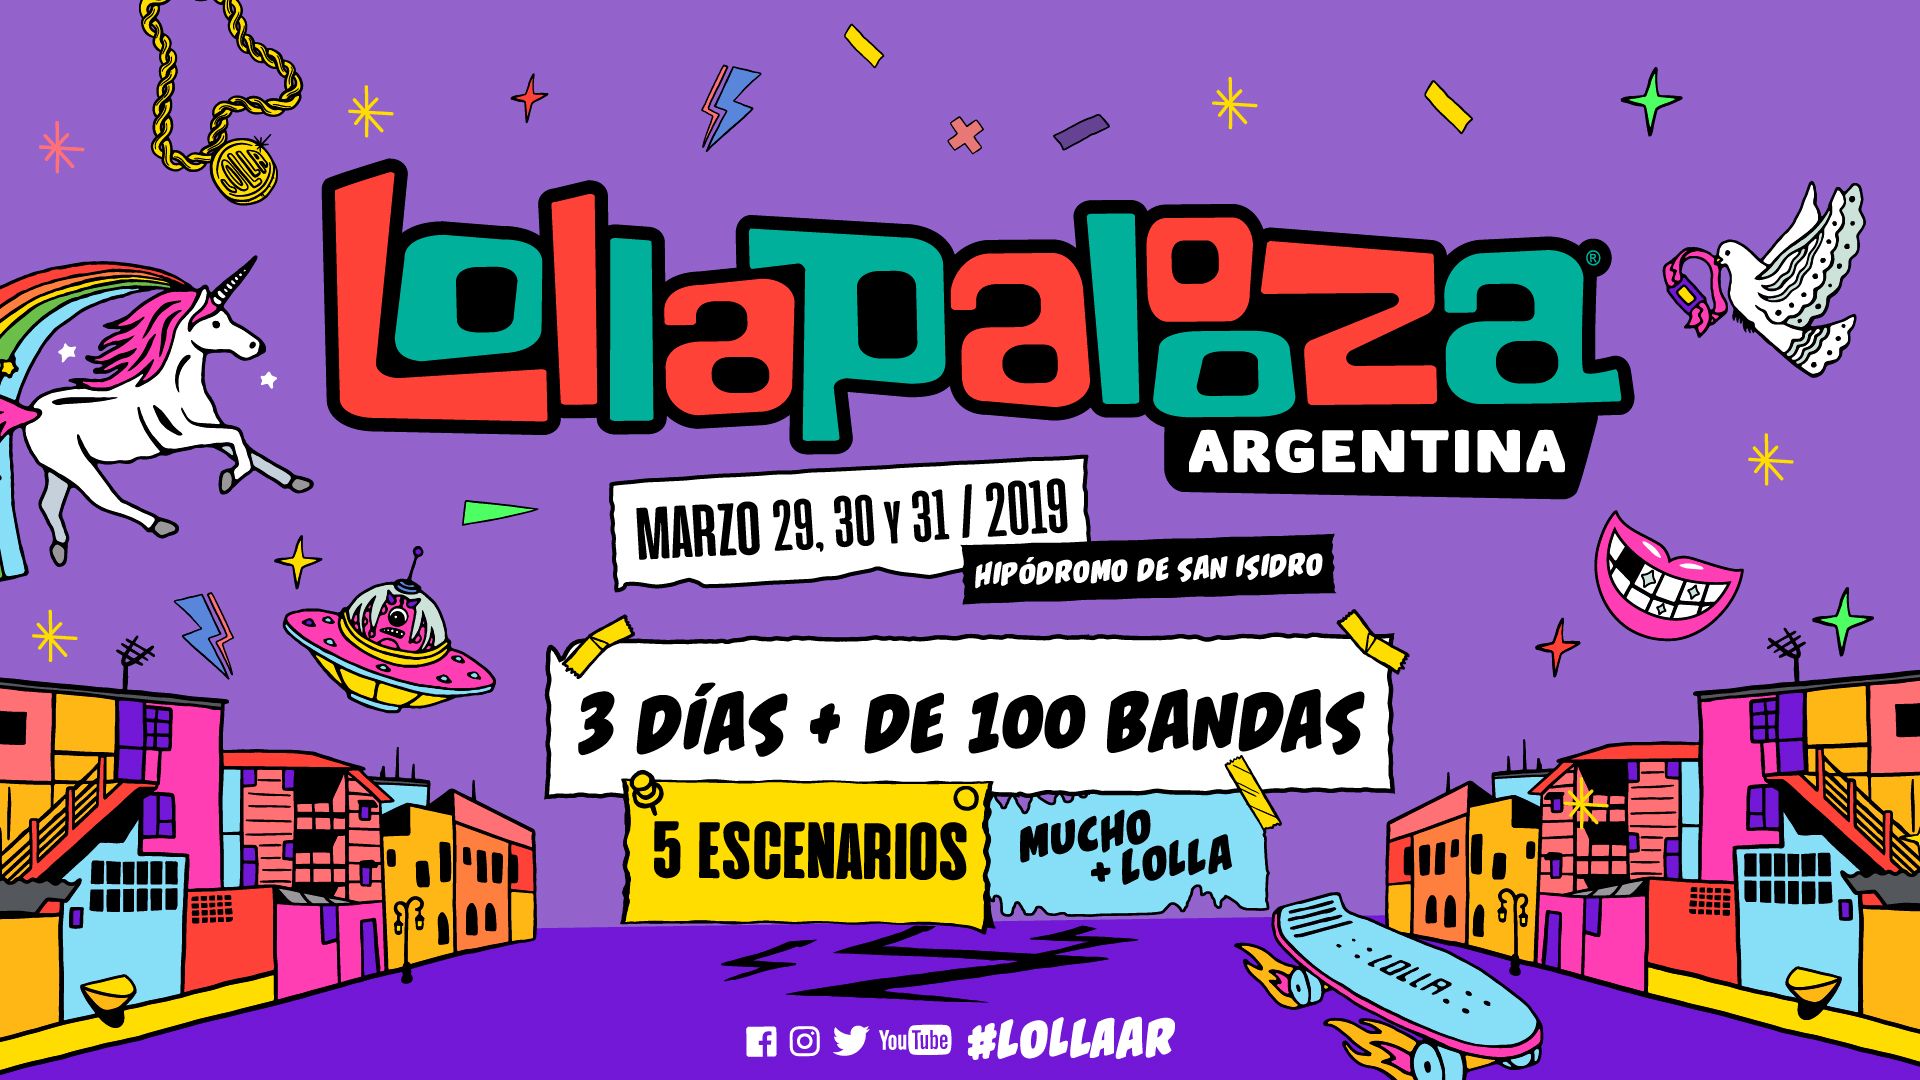 LOLLA
Lollapalooza®
ARGENTINA
MARZO 29, 30 Y 31 / 2019
HIPÓDROMO DE SAN ISIDRO
3 DÍAS + DE 100 BANDAS
5 ESCENARIOS
MUCHO
+ LOLLA
LOLLA
YouTube #LOLLAAR